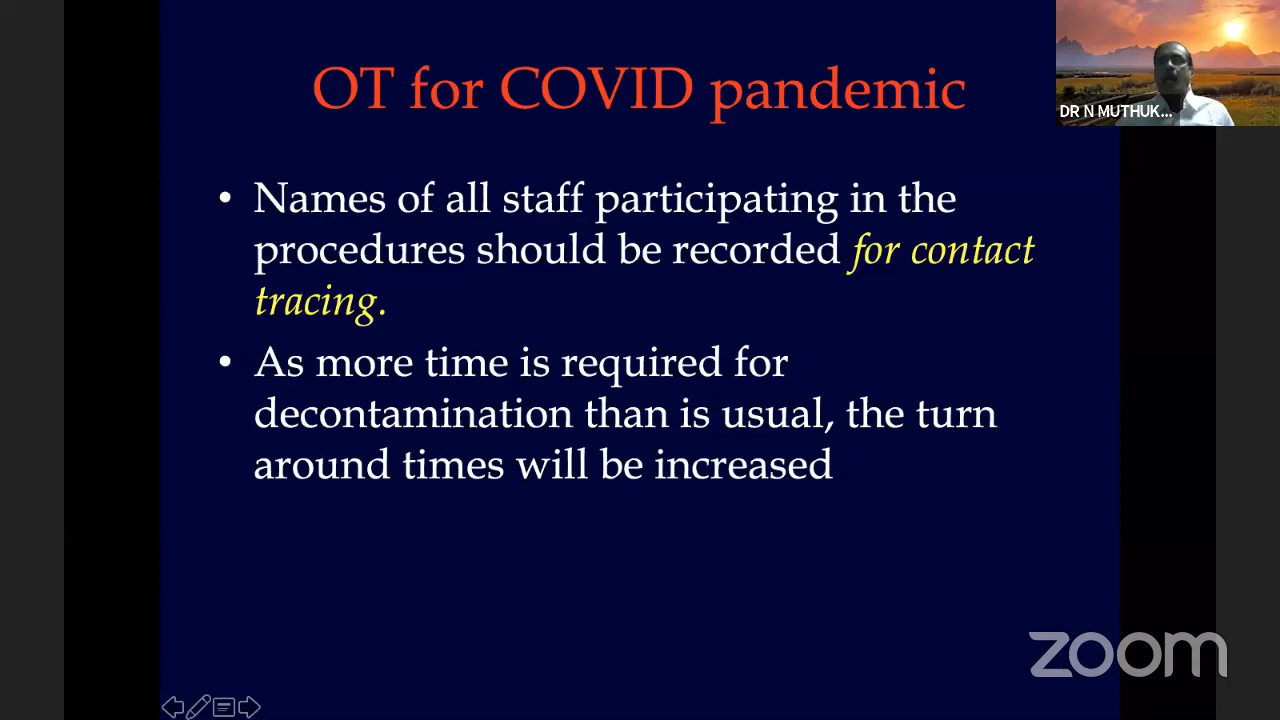 OT for COVID pandemic
DR N MUTHUK...
• Names of all staff participating in the
procedures should be recorded for contact
tracing.
• As more time is required for
decontamination than is usual, the turn
around times will be increased
zoom